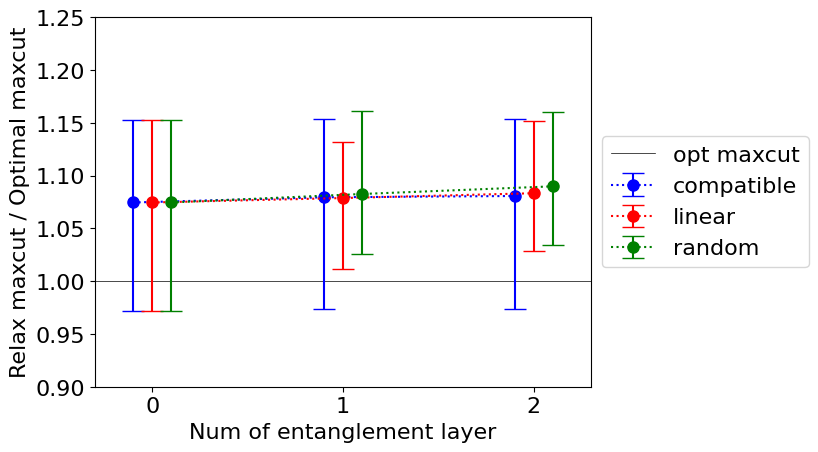 Relax maxcut / Optimal maxcut
1.25
1.20
1.15
1.10
1.05
1.00
0.95
0.90
0
1
2
Num of entanglement layer
opt maxcut
compatible
linear
random